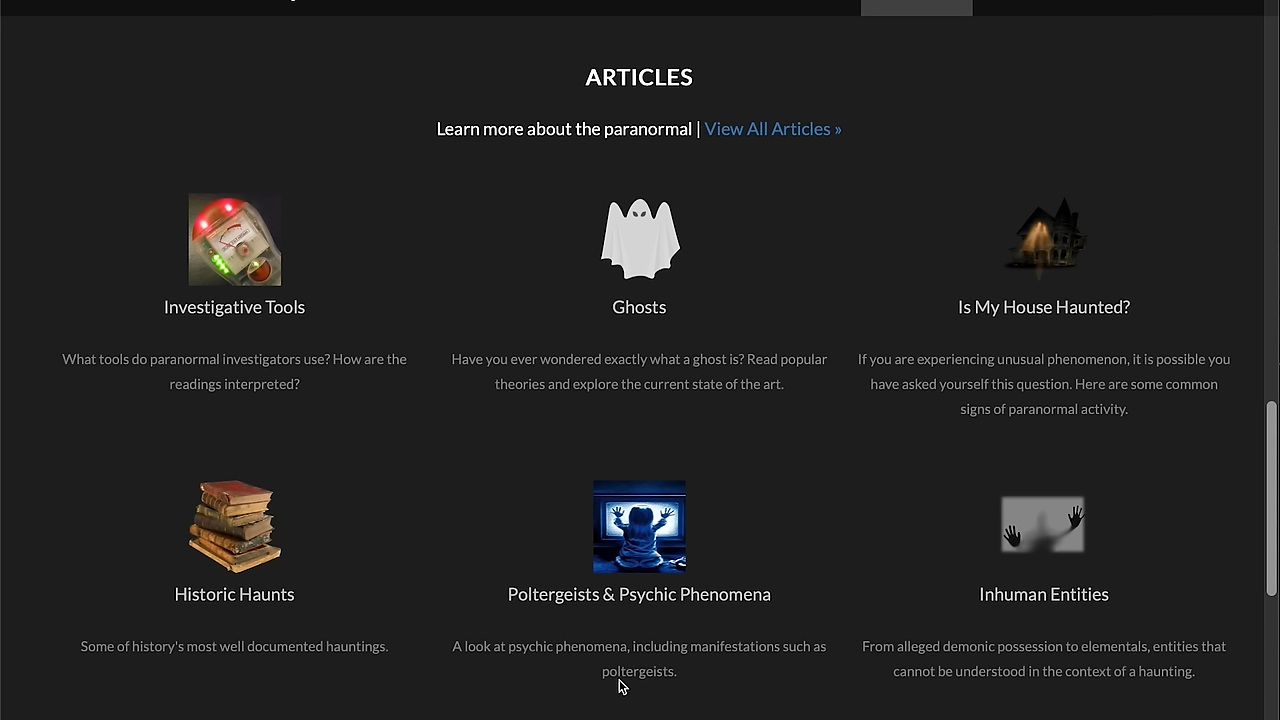 ARTICLES
Learn more about the paranormal | View All Articles »
Investigative Tools
What tools do paranormal investigators use? How are the
readings interpreted?
Ghosts
Have you ever wondered exactly what a ghost is? Read popular
theories and explore the current state of the art.
Is My House Haunted?
If you are experiencing unusual phenomenon, it is possible you
have asked yourself this question. Here are some common
signs of paranormal activity.
Historic Haunts
Some of history's most well documented hauntings.
Poltergeists & Psychic Phenomena
A look at psychic phenomena, including manifestations such as
poltergeists.
Inhuman Entities
From alleged demonic possession to elementals, entities that
cannot be understood in the context of a haunting.